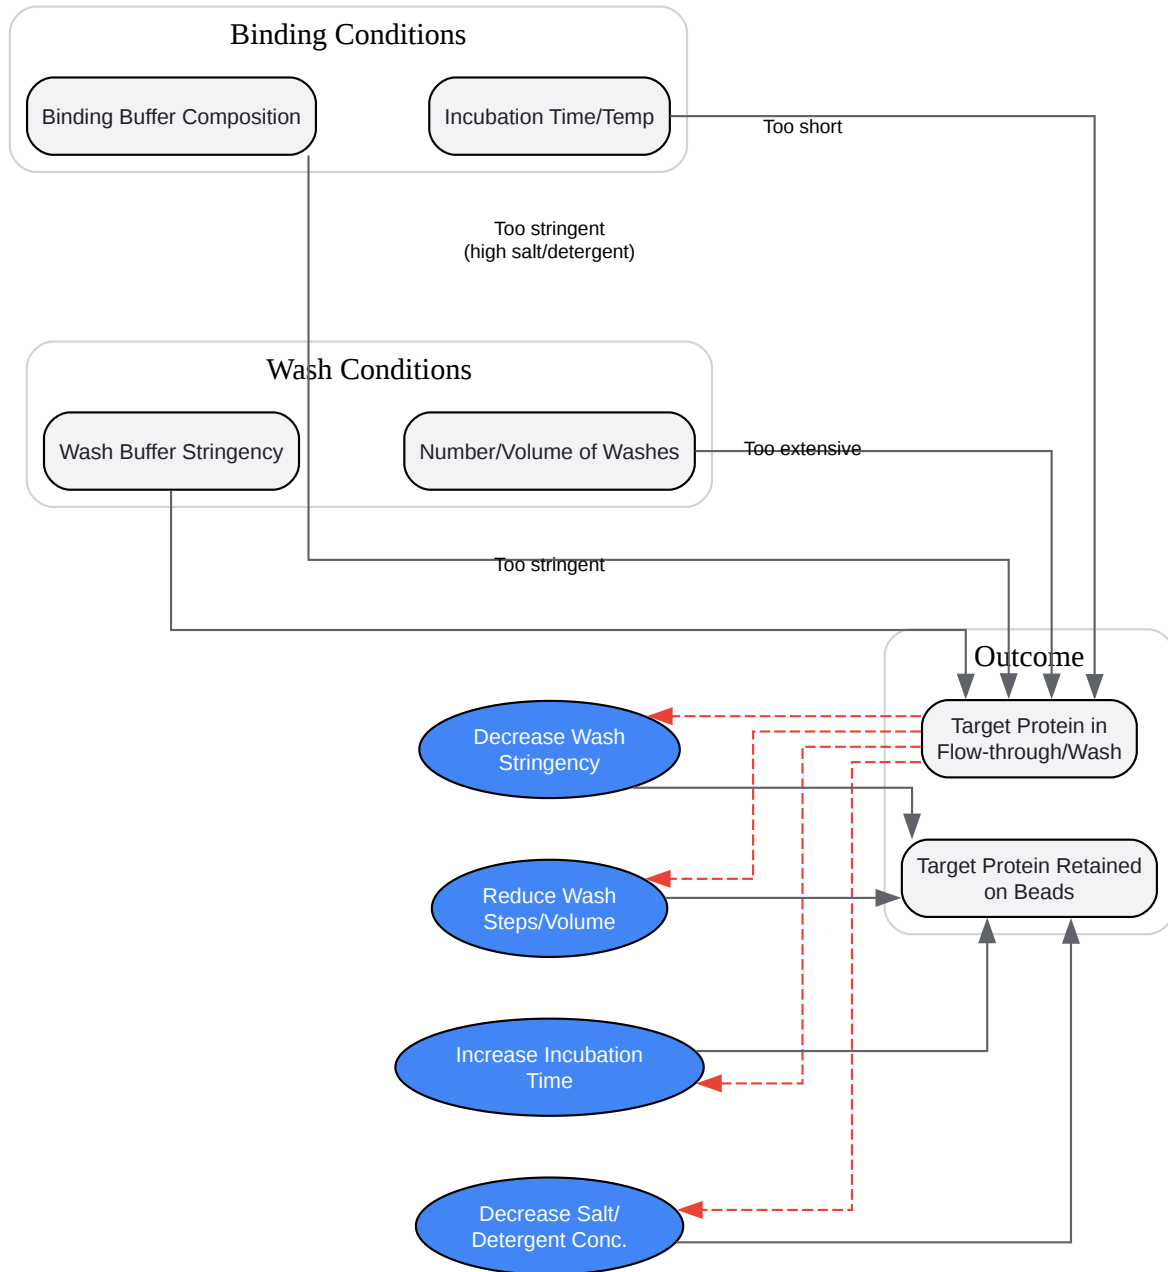 Binding Conditions
Binding Buffer Composition
Incubation Time/Temp
Too short
Too stringent
(high salt/detergent)
Wash Conditions
Wash Buffer Stringency
Number/Volume of Washes
Too extensive
Too stringent
Outcome
Target Protein in
Flow-through/Wash
Decrease Wash
Stringency
Target Protein Retained
on Beads
Reduce Wash
Steps/Volume
Increase Incubation
Time
Decrease Salt/
Detergent Conc.